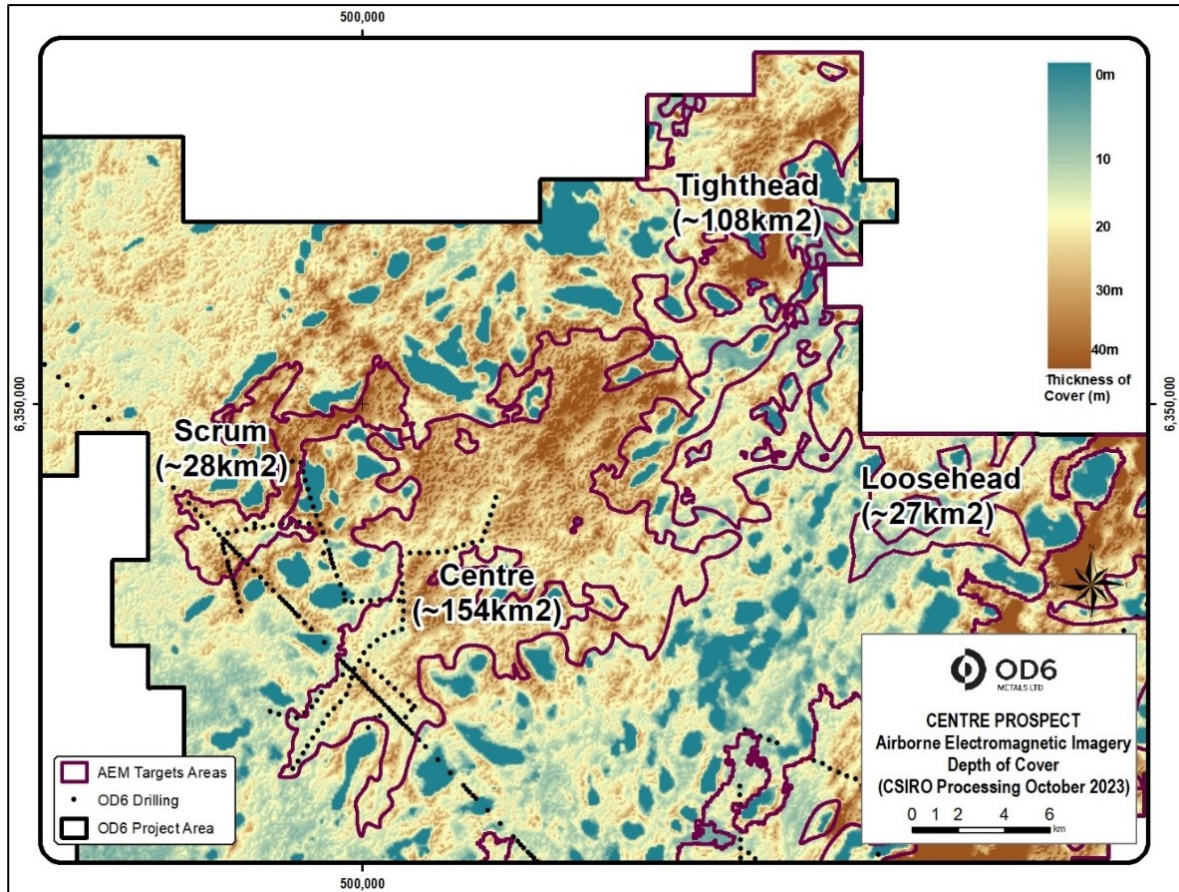 500,000
0m
10
20
30m
40m
Thickness of
Cover (m)
Tighthead
(~108km2)
6,350,000
6,350,000
Scrum
(~28km2)
Loosehead
(~27km2)
Centre
(~154km2)
OD6
METALS LTD
CENTRE PROSPECT
Airborne Electromagnetic Imagery
Depth of Cover
(CSIRO Processing October 2023)
0 1 2 4 6
km
AEM Targets Areas
OD6 Drilling
OD6 Project Area
500,000